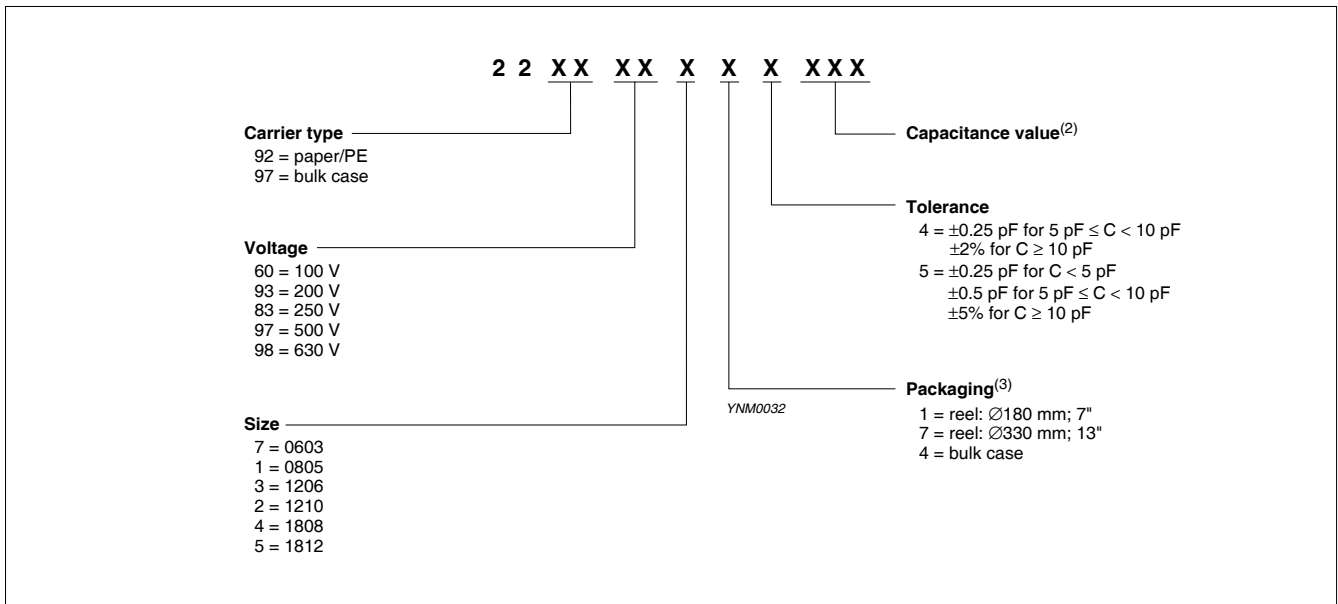 2 2 X X X X X X X X X X
Carrier type
92 = paper/PE
97 = bulk case
Voltage
60 = 100 V
93 = 200 V
83 = 250 V
97 = 500 V
98 = 630 V
Size
7 = 0603
1 = 0805
3 = 1206
2 = 1210
4 = 1808
5 = 1812
YNM0032
Capacitance value(2)
Tolerance
4 = ±0.25 pF for 5 pF ≤ C < 10 pF
±2% for C ≥ 10 pF
5 = ±0.25 pF for C < 5 pF
±0.5 pF for 5 pF ≤ C < 10 pF
±5% for C ≥ 10 pF
Packaging(3)
1 = reel: ∅180 mm; 7"
7 = reel: ∅330 mm; 13"
4 = bulk case